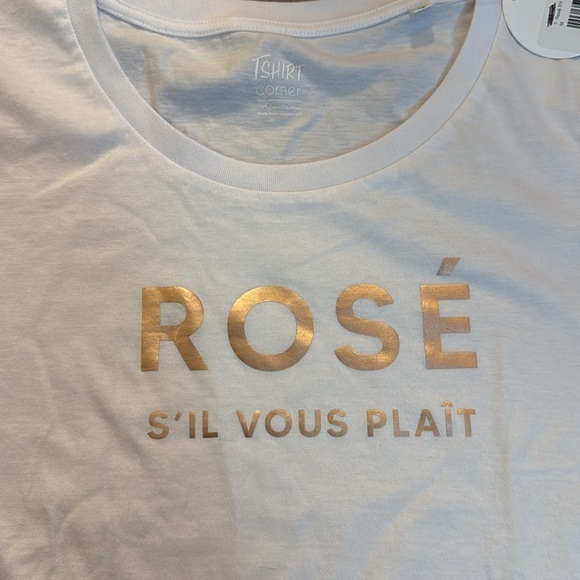 TSHIRT
corner
ROSÉ
S'IL VOUS PLAÎT